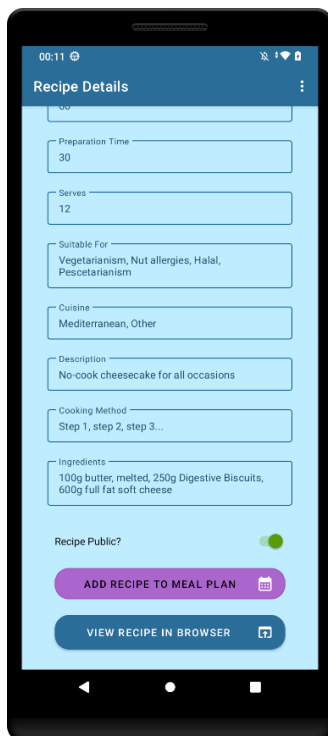 00:11
Recipe Details
60
Preparation Time
30
Serves
12
Suitable For
Vegetarianism, Nut allergies, Halal,
Pescetarianism
Cuisine
Mediterranean, Other
Description
No-cook cheesecake for all occasions
Cooking Method
Step 1, step 2, step 3...
Ingredients
100g butter, melted, 250g Digestive Biscuits,
600g full fat soft cheese
Recipe Public?
ADD RECIPE TO MEAL PLAN
VIEW RECIPE IN BROWSER